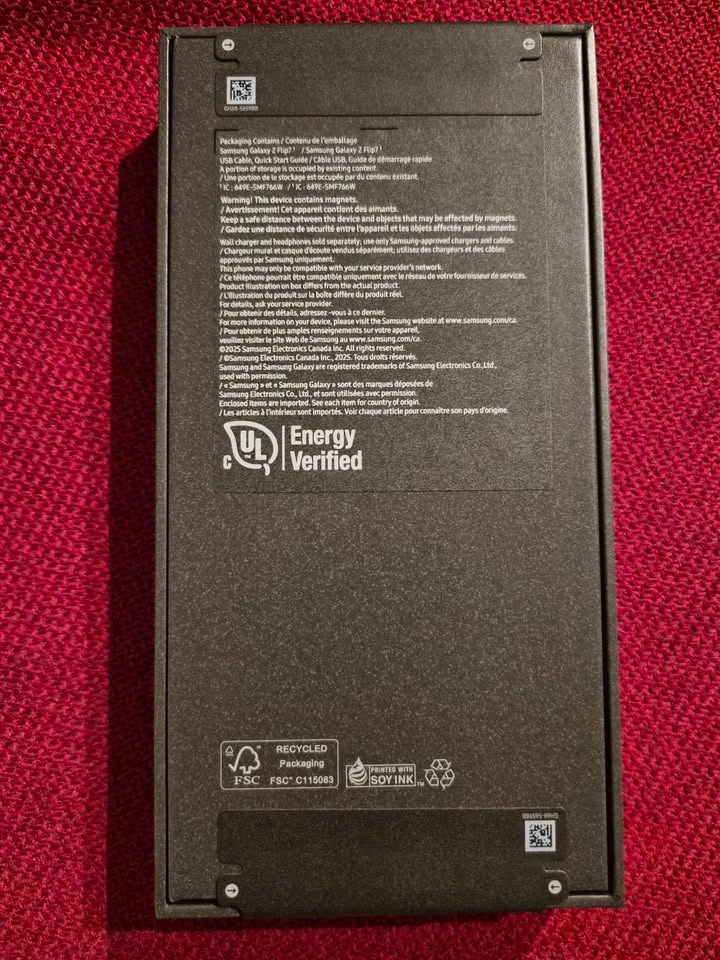 GH68-56598B
Packaging Contains / Contenu de l'emballage
Samsung Galaxy Z Flip7¹ / Samsung Galaxy Z Flip7¹
USB Cable, Quick Start Guide / Câble USB, Guide de démarrage rapide
A portion of storage is occupied by existing content.
/ Une portion de le stockage est occupée par du contenu existant.
¹ IC : 649E-SMF766W / ¹ IC : 649E-SMF766W
Warning! This device contains magnets.
/ Avertissement! Cet appareil contient des aimants.
Keep a safe distance between the device and objects that may be affected by magnets.
/ Gardez une distance de sécurité entre l'appareil et les objets affectés par les aimants.
Wall charger and headphones sold separately; use only Samsung-approved chargers and cables.
/ Chargeur mural et casque d'écoute vendus séparément; utilisez des chargeurs et des câbles
approuvés par Samsung uniquement.
This phone may only be compatible with your service provider's network.
/ Ce téléphone pourrait être compatible uniquement avec le réseau de votre fournisseur de services.
Product illustration on box differs from the actual product.
/ L'illustration du produit sur la boîte diffère du produit réel.
For details, ask your service provider.
/ Pour obtenir des détails, adressez -vous à ce dernier.
For more information on your device, please visit the Samsung website at www.samsung.com/ca.
/ Pour obtenir de plus amples renseignements sur votre appareil,
veuillez visiter le site Web de Samsung au www.samsung.com/ca.
©2025 Samsung Electronics Canada Inc. All rights reserved.
/ ©Samsung Electronics Canada Inc., 2025. Tous droits réservés.
Samsung and Samsung Galaxy are registered trademarks of Samsung Electronics Co.,Ltd.,
used with permission.
/ « Samsung » et « Samsung Galaxy » sont des marques déposées de
Samsung Electronics Co., Ltd., et sont utilisées avec permission.
Enclosed items are imported. See each item for country of origin.
/ Les articles à l'intérieur sont importés. Voir chaque article pour connaître son pays d'origine.
C UL Energy
Verified
RECYCLED
Packaging
FSC™ FSC® C115083
PRINTED WITH
SOY INK™
GH68-56598B